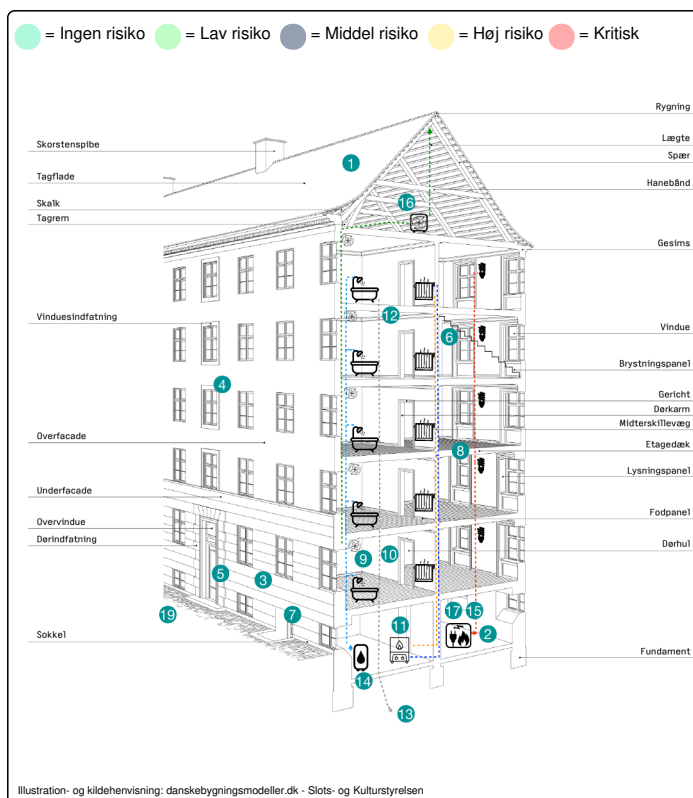 = Ingen risiko = Lav risiko = Middel risiko = Høj risiko = Kritisk
Rygning
Skorstenspibe
Lægte
Spær
1
Tagflade
Hanebånd
Skalk
16
Tagrem
Gesims
Vinduesindfatning
12
Vindue
6
Brystningspanel
4
Gericht
Dørkarm
Midterskillevæg
Overfacade
8
Etagedæk
Lysningspanel
Underfacade
Fodpanel
Overvindue
Dørindfatning
9
10
Dørhul
5
3
19
7
17
15
11
2
Sokkel
Fundament
14
13
Illustration- og kildehenvisning: danskebygningsmodeller.dk - Slots- og Kulturstyrelsen